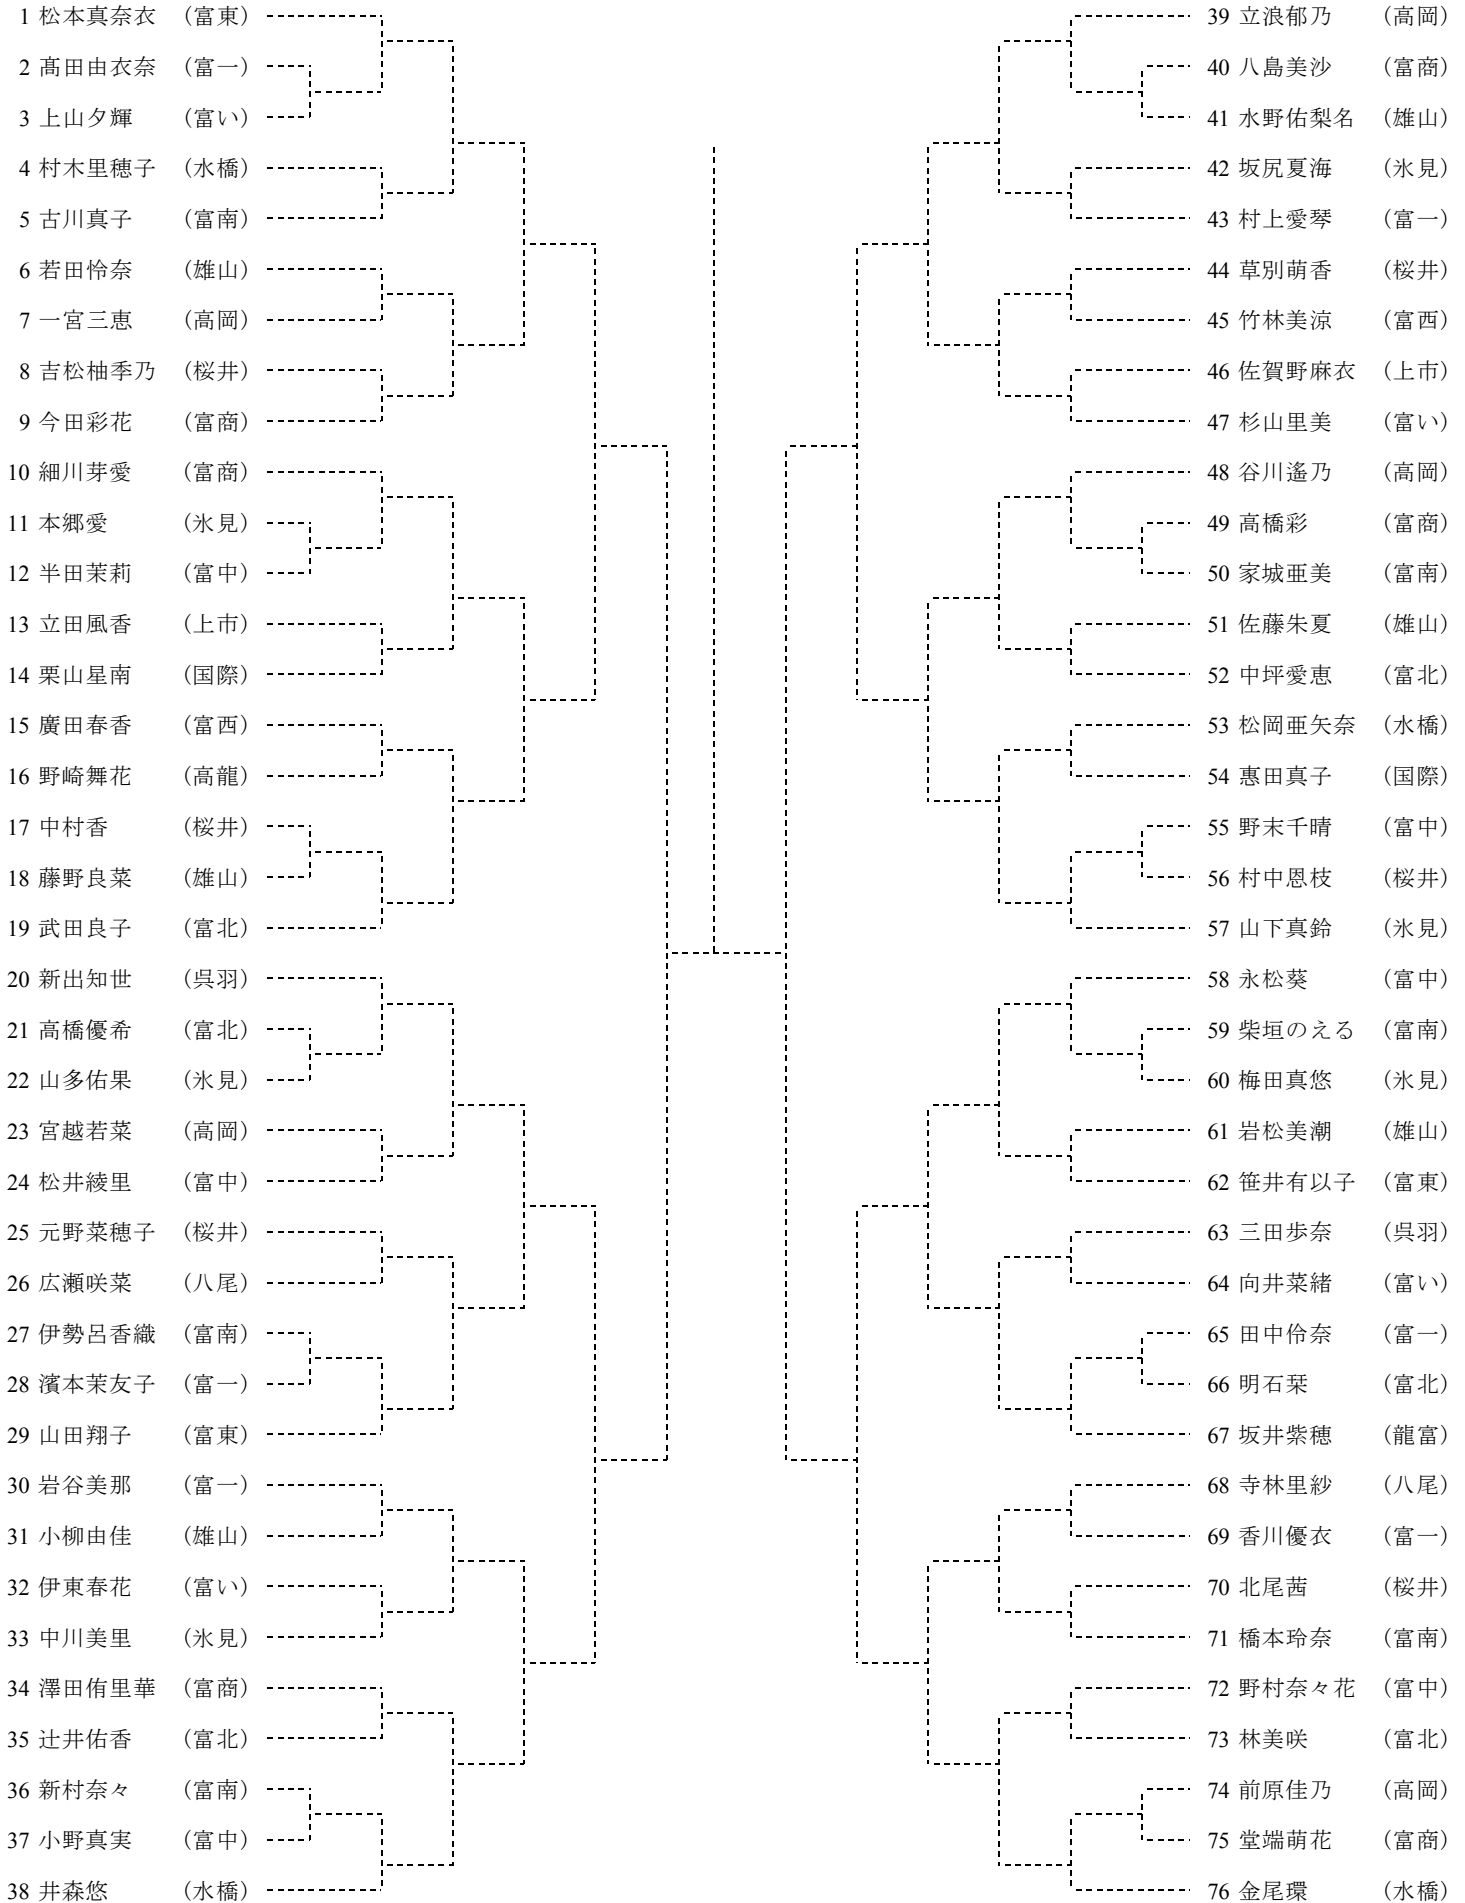 1 松本真奈衣 （富東）
2 髙田由衣奈 （富一）
3 上山夕輝 （富い）
4 村木里穂子 （水橋）
5 古川真子 （富南）
6 若田怜奈 （雄山）
7 一宮三恵 （高岡）
8 吉松柚季乃 （桜井）
9 今田彩花 （富商）
10 細川芽愛 （富商）
11 本郷愛 （氷見）
12 半田茉莉 （富中）
13 立田風香 （上市）
14 栗山星南 （国際）
15 廣田春香 （富西）
16 野崎舞花 （高龍）
17 中村香 （桜井）
18 藤野良菜 （雄山）
19 武田良子 （富北）
20 新出知世 （呉羽）
21 高橋優希 （富北）
22 山多佑果 （氷見）
23 宮越若菜 （高岡）
24 松井綾里 （富中）
25 元野菜穂子 （桜井）
26 広瀬咲菜 （八尾）
27 伊勢呂香織 （富南）
28 濱本茉友子 （富一）
29 山田翔子 （富東）
30 岩谷美那 （富一）
31 小柳由佳 （雄山）
32 伊東春花 （富い）
33 中川美里 （氷見）
34 澤田侑里華 （富商）
35 辻井佑香 （富北）
36 新村奈々 （富南）
37 小野真実 （富中）
38 井森悠 （水橋）
39 立浪郁乃 （高岡）
40 八島美沙 （富商）
41 水野佑梨名 （雄山）
42 坂尻夏海 （氷見）
43 村上愛琴 （富一）
44 草別萌香 （桜井）
45 竹林美涼 （富西）
46 佐賀野麻衣 （上市）
47 杉山里美 （富い）
48 谷川遙乃 （高岡）
49 高橋彩 （富商）
50 家城亜美 （富南）
51 佐藤朱夏 （雄山）
52 中坪愛恵 （富北）
53 松岡亜矢奈 （水橋）
54 惠田真子 （国際）
55 野末千晴 （富中）
56 村中恩枝 （桜井）
57 山下真鈴 （氷見）
58 永松葵 （富中）
59 柴垣のえる （富南）
60 梅田真悠 （氷見）
61 岩松美潮 （雄山）
62 笹井有以子 （富東）
63 三田歩奈 （呉羽）
64 向井菜緒 （富い）
65 田中伶奈 （富一）
66 明石栞 （富北）
67 坂井紫穂 （龍富）
68 寺林里紗 （八尾）
69 香川優衣 （富一）
70 北尾茜 （桜井）
71 橋本玲奈 （富南）
72 野村奈々花 （富中）
73 林美咲 （富北）
74 前原佳乃 （高岡）
75 堂端萌花 （富商）
76 金尾環 （水橋）